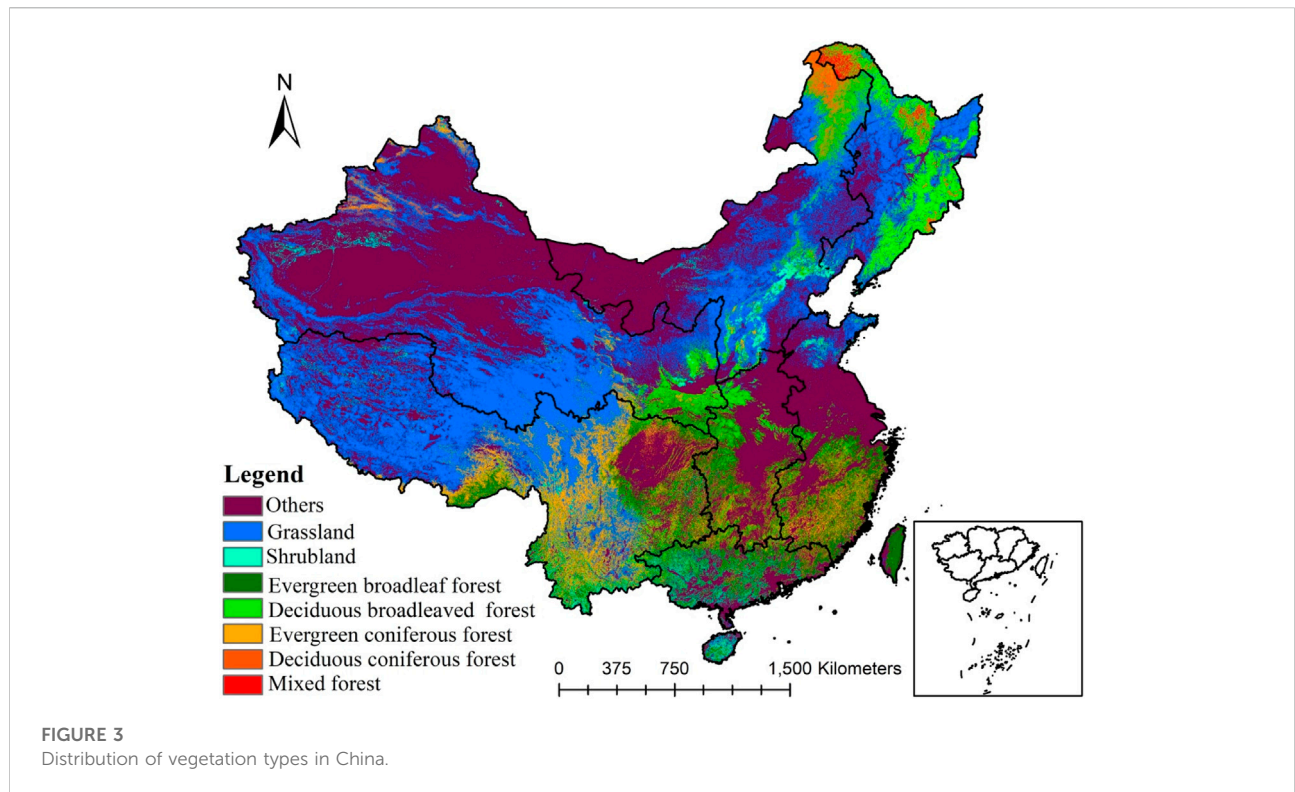 N
Legend
Others
Grassland
Shrubland
Evergreen broadleaf forest
Deciduous broadleaved forest
Evergreen coniferous forest
Deciduous coniferous forest
Mixed forest
0 375 750 1,500 Kilometers
FIGURE 3
Distribution of vegetation types in China.